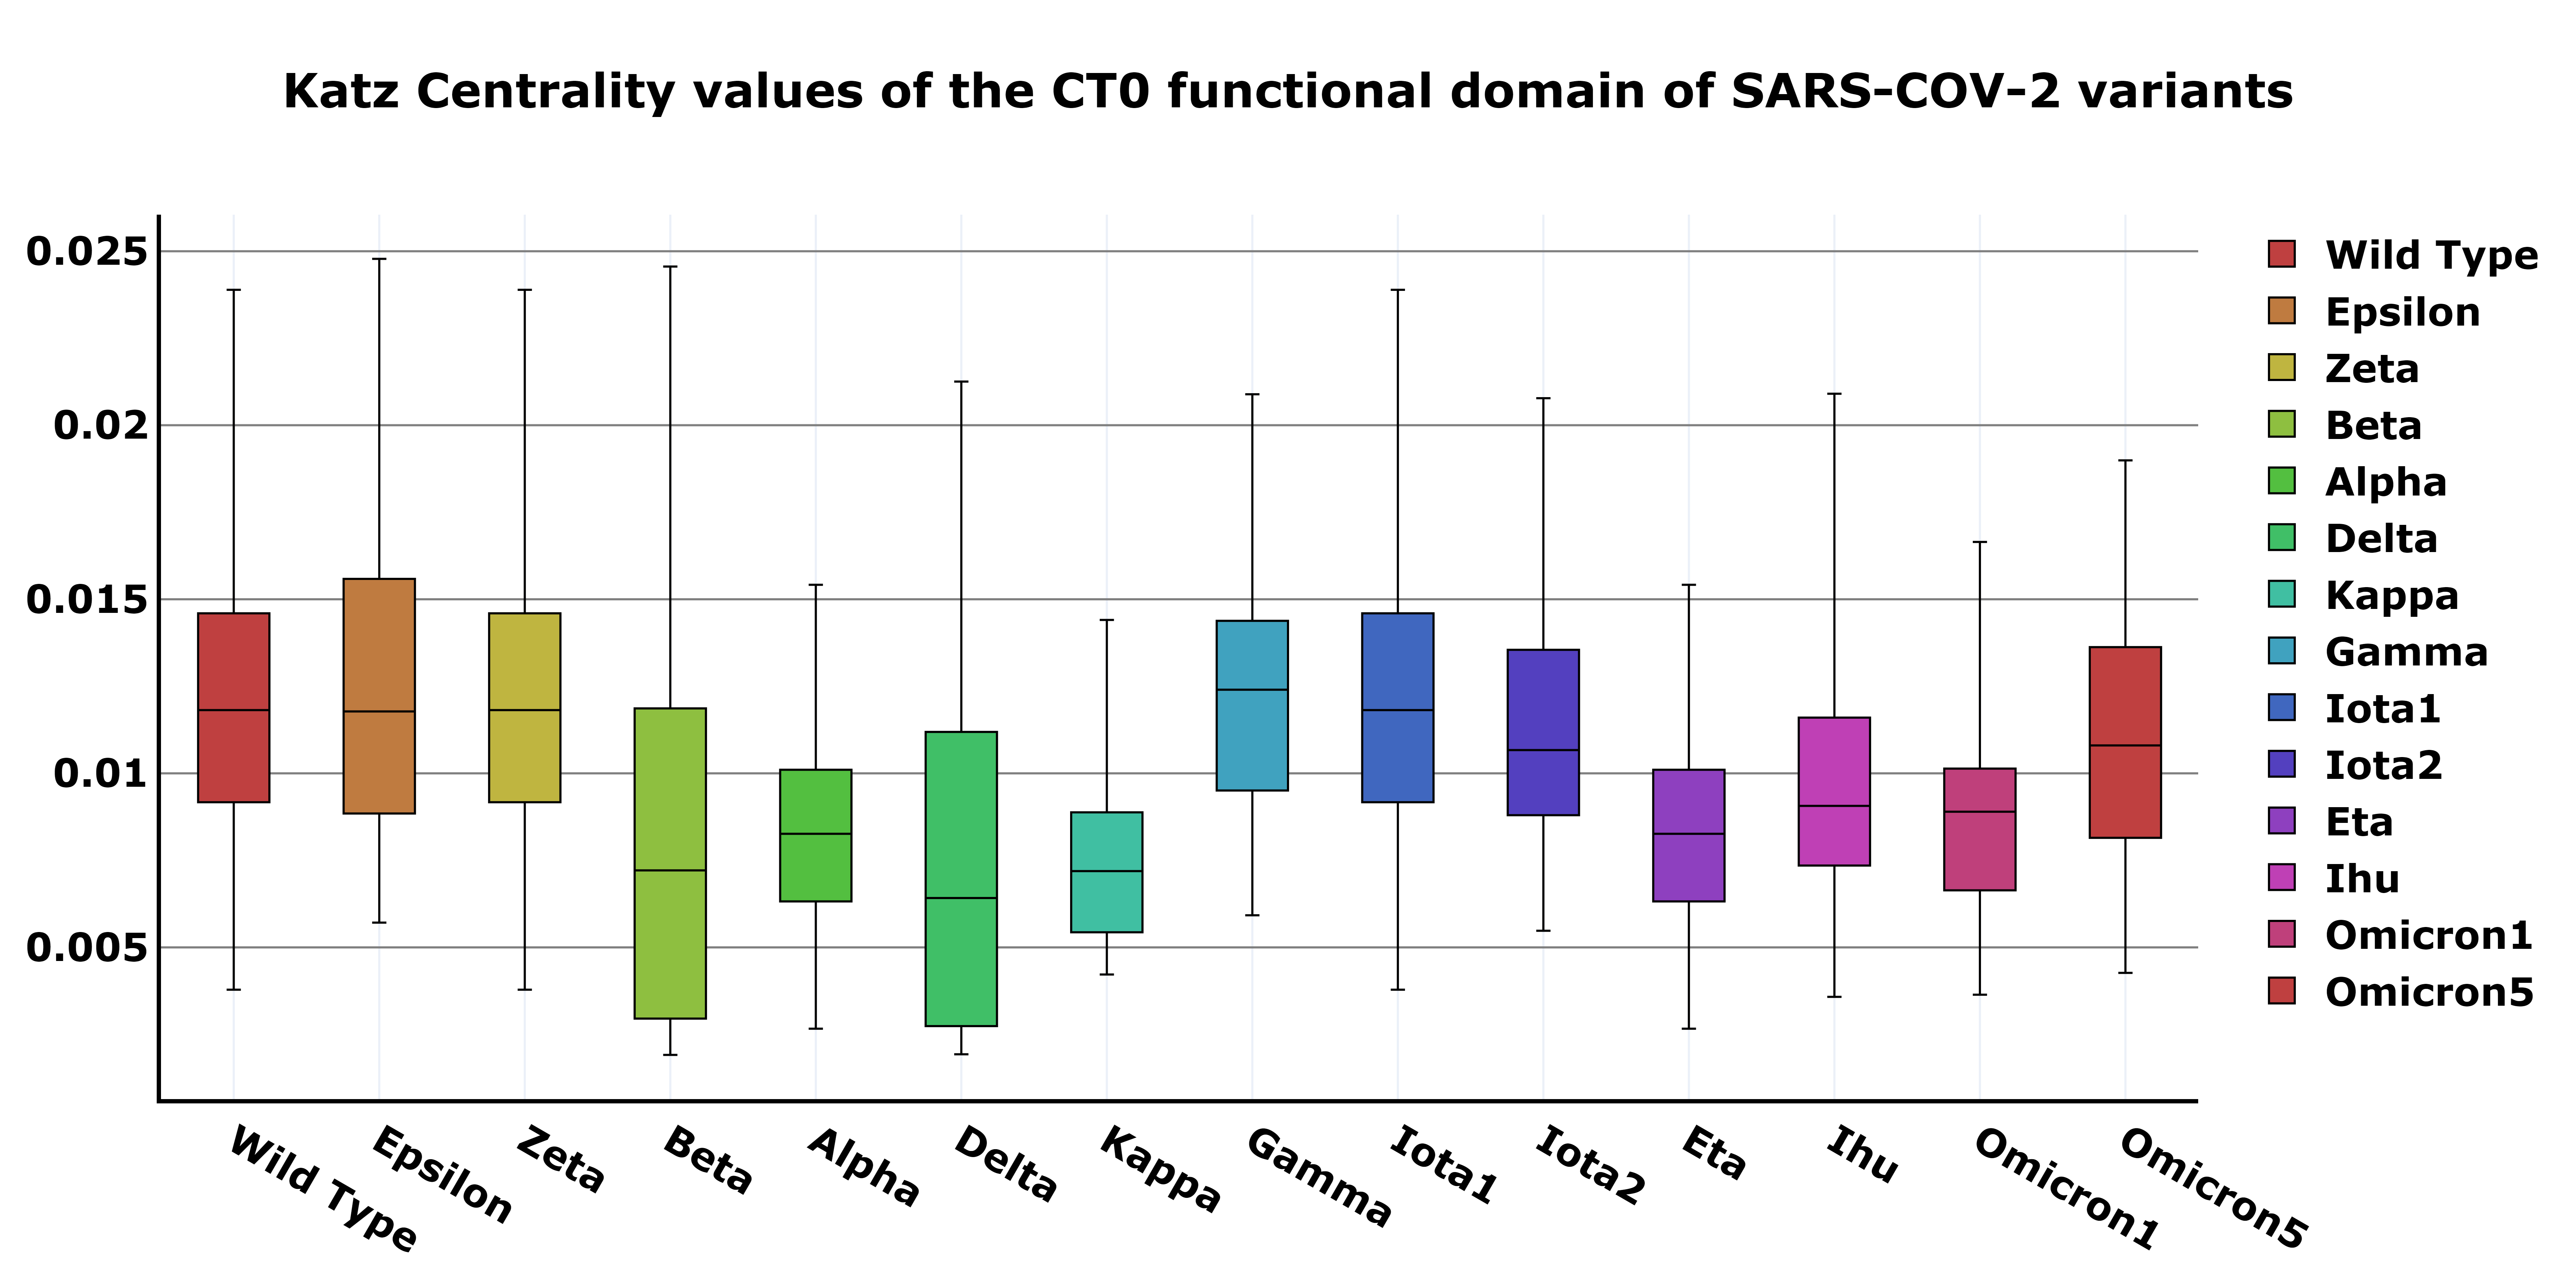 Katz Centrality values of the CT0 functional domain of SARS-COV-2 variants
0.025
0.02
0.015
0.01
0.005
Wild Type
Epsilon
Zeta
Beta
Alpha
Delta
Kappa
Gamma
Iota1
Iota2
Eta
Ihu
Omicron1
Omicron5
Wild Type
Epsilon
Zeta
Beta
Alpha
Delta
Kappa
Gamma
Iota1
Iota2
Eta
Ihu
Omicron1
Omicron5